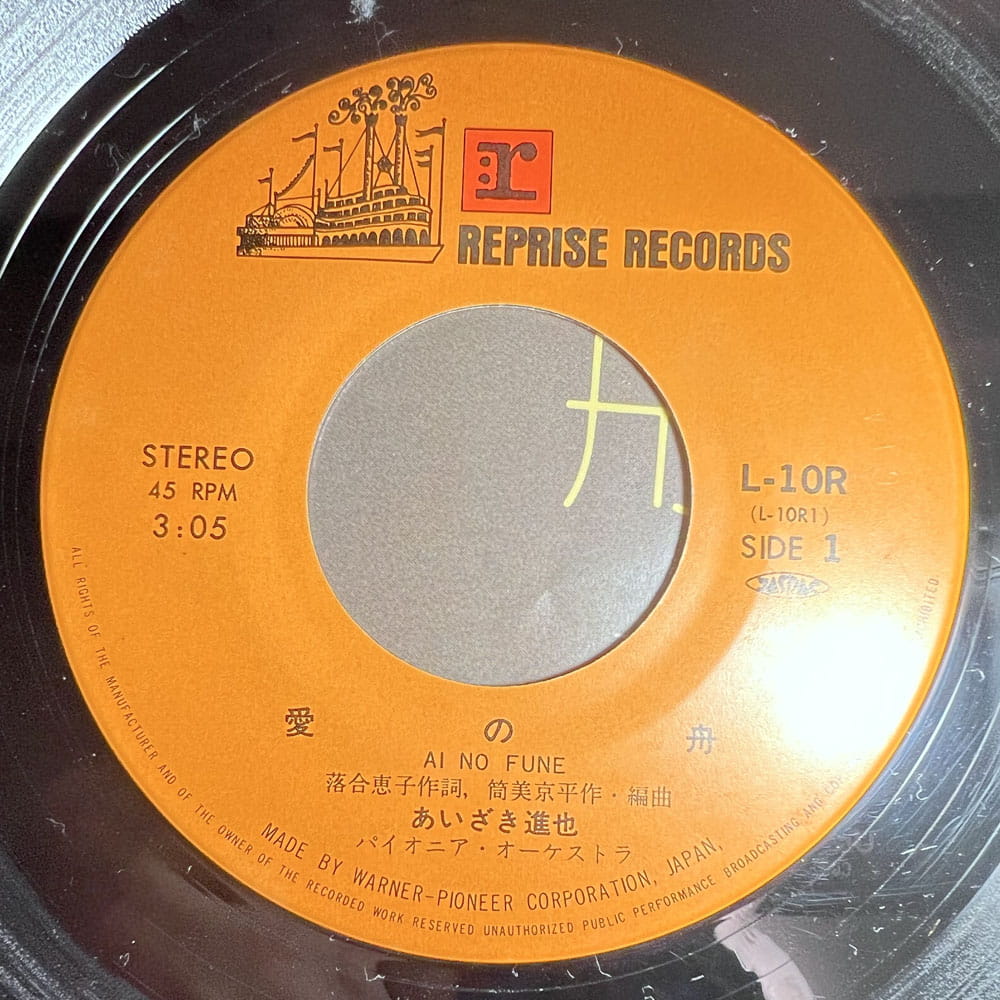 r
REPRISE RECORDS
STEREO
45 RPM
3:05
L-10R
(L-10R1)
SIDE 1
愛の舟
AI NO FUNE
落合恵子作詞, 筒美京平作・編曲
あいざき進也
パイオニア・オーケストラ
MADE BY WARNER-PIONEER CORPORATION, JAPAN,
ALL RIGHTS OF THE MANUFACTURER AND OF THE OWNER OF THE RECORDED WORK RESERVED UNAUTHORIZED PUBLIC PERFORMANCE BROADCASTING AND CO